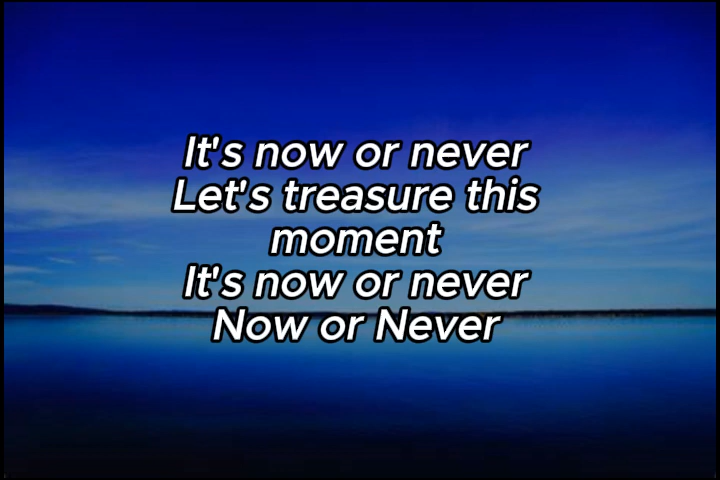 It's now or never
Let's treasure this
moment
It's now or never
Now or Never